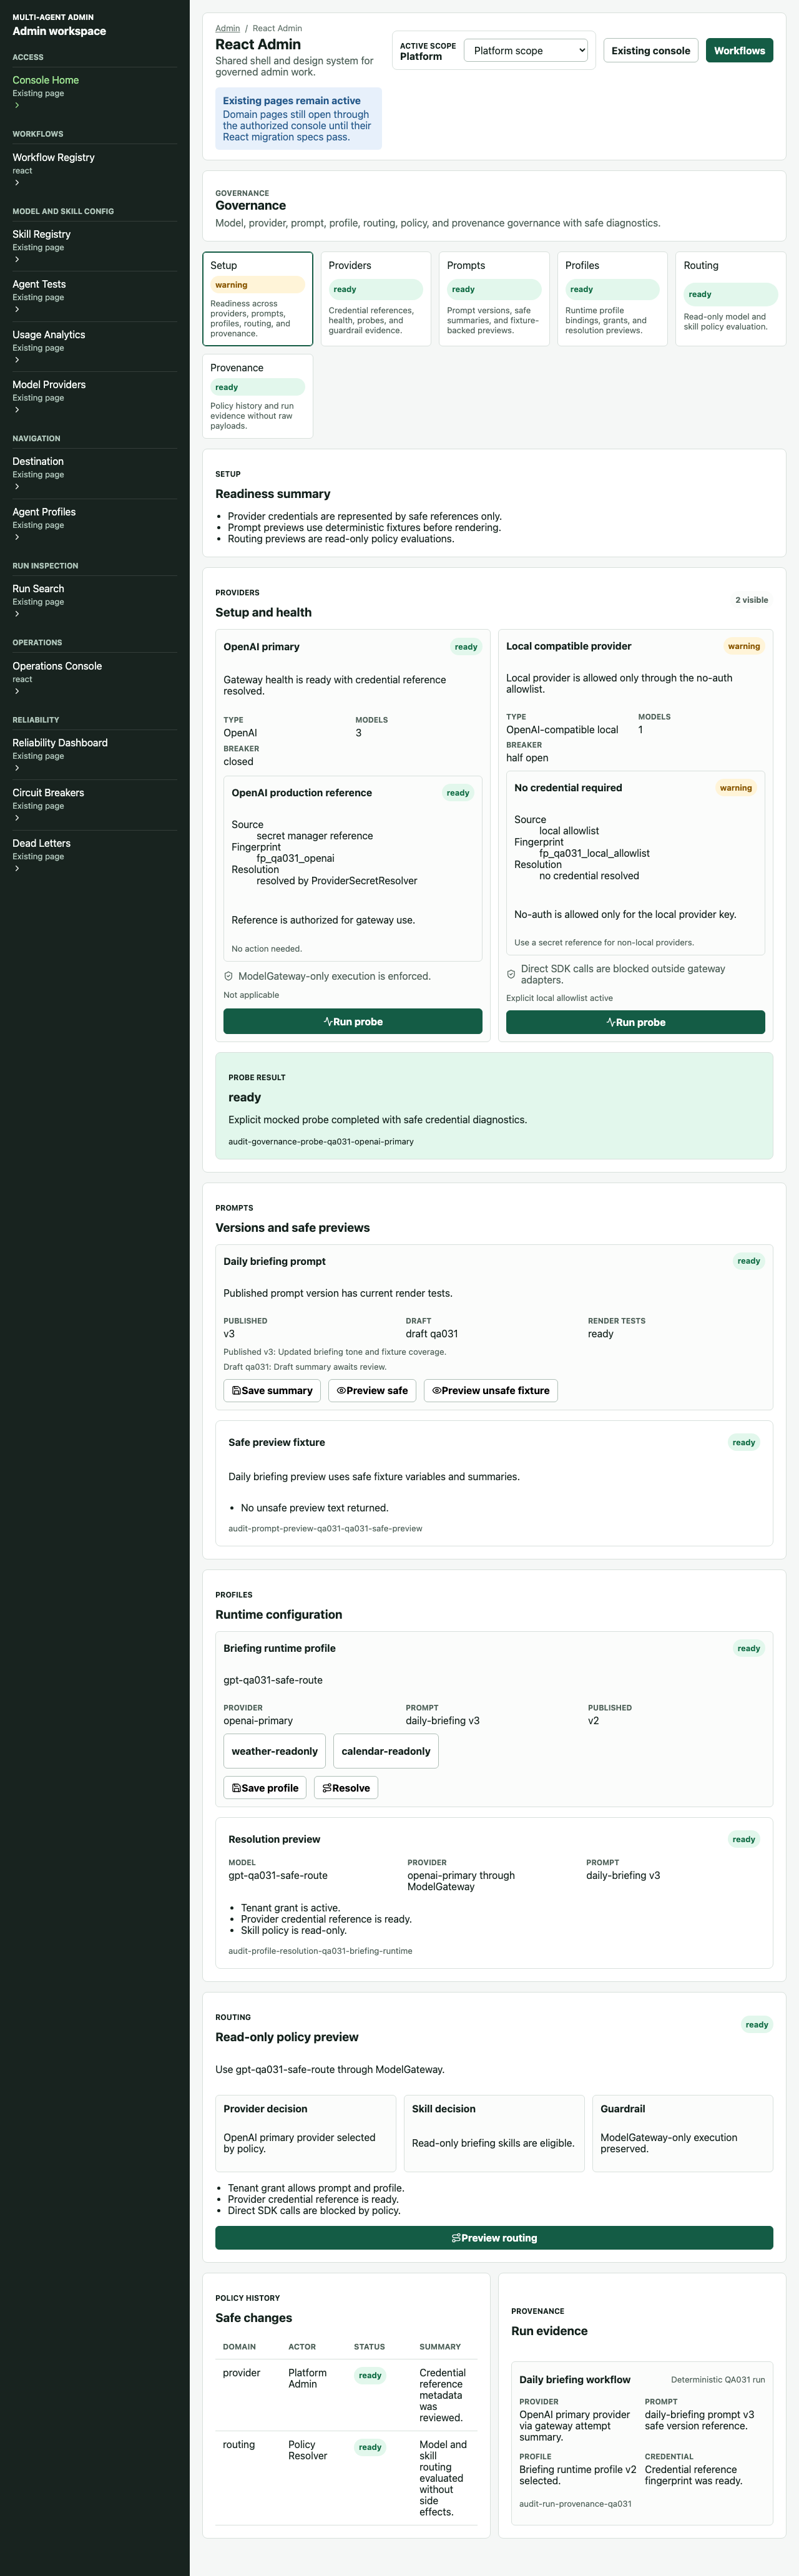 MULTI-AGENT ADMIN
Admin workspace
ACCESS
Console Home
Existing page
WORKFLOWS
Workflow Registry
react
MODEL AND SKILL CONFIG
Skill Registry
Existing page
Agent Tests
Existing page
Usage Analytics
Existing page
Model Providers
Existing page
NAVIGATION
Destination
Existing page
Agent Profiles
Existing page
RUN INSPECTION
Run Search
Existing page
OPERATIONS
Operations Console
react
RELIABILITY
Reliability Dashboard
Existing page
Circuit Breakers
Existing page
Dead Letters
Existing page
Admin / React Admin
React Admin
Shared shell and design system for
governed admin work.
ACTIVE SCOPE
Platform
Platform scope
Existing console
Workflows
Existing pages remain active
Domain pages still open through
the authorized console until their
React migration specs pass.
GOVERNANCE
Governance
Model, provider, prompt, profile, routing, policy, and provenance governance with safe diagnostics.
Setup
warning
Readiness across
providers, prompts,
profiles, routing, and
provenance.
Providers
ready
Credential references,
health, probes, and
guardrail evidence.
Prompts
ready
Prompt versions, safe
summaries, and fixture-
backed previews.
Profiles
ready
Runtime profile
bindings, grants, and
resolution previews.
Routing
ready
Read-only model and
skill policy evaluation.
Provenance
ready
Policy history and run
evidence without raw
payloads.
SETUP
Readiness summary
• Provider credentials are represented by safe references only.
• Prompt previews use deterministic fixtures before rendering.
• Routing previews are read-only policy evaluations.
PROVIDERS
Setup and health
2 visible
OpenAI primary
ready
Gateway health is ready with credential reference
resolved.
TYPE
OpenAI
MODELS
3
BREAKER
closed
OpenAI production reference
ready
Source
secret manager reference
Fingerprint
fp_qa031_openai
Resolution
resolved by ProviderSecretResolver
Reference is authorized for gateway use.
No action needed.
ModelGateway-only execution is enforced.
Not applicable
Run probe
Local compatible provider
warning
Local provider is allowed only through the no-auth
allowlist.
TYPE
OpenAI-compatible local
MODELS
1
BREAKER
half open
No credential required
warning
Source
local allowlist
Fingerprint
fp_qa031_local_allowlist
Resolution
no credential resolved
No-auth is allowed only for the local provider key.
Use a secret reference for non-local providers.
Direct SDK calls are blocked outside gateway
adapters.
Explicit local allowlist active
Run probe
PROBE RESULT
ready
Explicit mocked probe completed with safe credential diagnostics.
audit-governance-probe-qa031-openai-primary
PROMPTS
Versions and safe previews
Daily briefing prompt
ready
Published prompt version has current render tests.
PUBLISHED
v3
DRAFT
draft qa031
RENDER TESTS
ready
Published v3: Updated briefing tone and fixture coverage.
Draft qa031: Draft summary awaits review.
Save summary
Preview safe
Preview unsafe fixture
Safe preview fixture
ready
Daily briefing preview uses safe fixture variables and summaries.
• No unsafe preview text returned.
audit-prompt-preview-qa031-qa031-safe-preview
PROFILES
Runtime configuration
Briefing runtime profile
ready
gpt-qa031-safe-route
PROVIDER
openai-primary
PROMPT
daily-briefing v3
PUBLISHED
v2
weather-readonly
calendar-readonly
Save profile
Resolve
Resolution preview
ready
MODEL
gpt-qa031-safe-route
PROVIDER
openai-primary through
ModelGateway
PROMPT
daily-briefing v3
• Tenant grant is active.
• Provider credential reference is ready.
• Skill policy is read-only.
audit-profile-resolution-qa031-briefing-runtime
ROUTING
Read-only policy preview
ready
Use gpt-qa031-safe-route through ModelGateway.
Provider decision
OpenAI primary provider selected
by policy.
Skill decision
Read-only briefing skills are eligible.
Guardrail
ModelGateway-only execution
preserved.
• Tenant grant allows prompt and profile.
• Provider credential reference is ready.
• Direct SDK calls are blocked by policy.
Preview routing
POLICY HISTORY
Safe changes
DOMAIN ACTOR STATUS SUMMARY
provider
Platform
Admin
ready
Credential
reference
metadata
was
reviewed.
routing
Policy
Resolver
ready
Model and
skill
routing
evaluated
without
side
effects.
PROVENANCE
Run evidence
Daily briefing workflow
Deterministic QA031 run
PROVIDER
OpenAI primary provider
via gateway attempt
summary.
PROMPT
daily-briefing prompt v3
safe version reference.
PROFILE
Briefing runtime profile v2
selected.
CREDENTIAL
Credential reference
fingerprint was ready.
audit-run-provenance-qa031